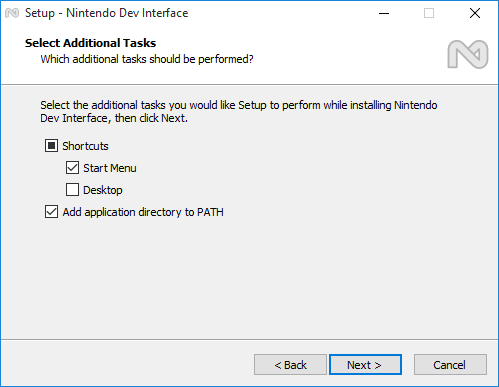 Setup - Nintendo Dev Interface
Select Additional Tasks
Which additional tasks should be performed?
Select the additional tasks you would like Setup to perform while installing Nintendo
Dev Interface, then click Next.
Shortcuts
Start Menu
Desktop
Add application directory to PATH
< Back
Next >
Cancel